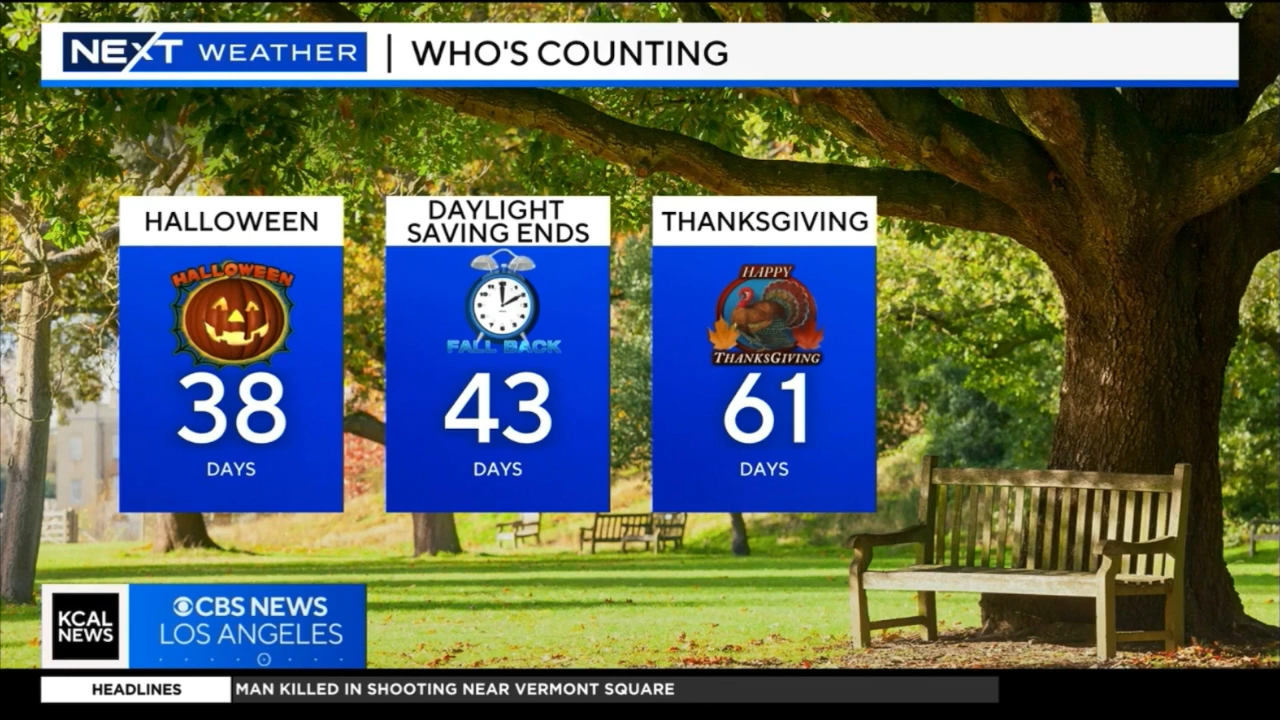 NEXT WEATHER | WHO'S COUNTING
HALLOWEEN
HALLOWEEN
38
DAYS
DAYLIGHT
SAVING ENDS
FALL BACK
43
DAYS
THANKSGIVING
HAPPY
THANKSGIVING
61
DAYS
KCAL
NEWS
CBS NEWS
LOS ANGELES
HEADLINES
MAN KILLED IN SHOOTING NEAR VERMONT SQUARE